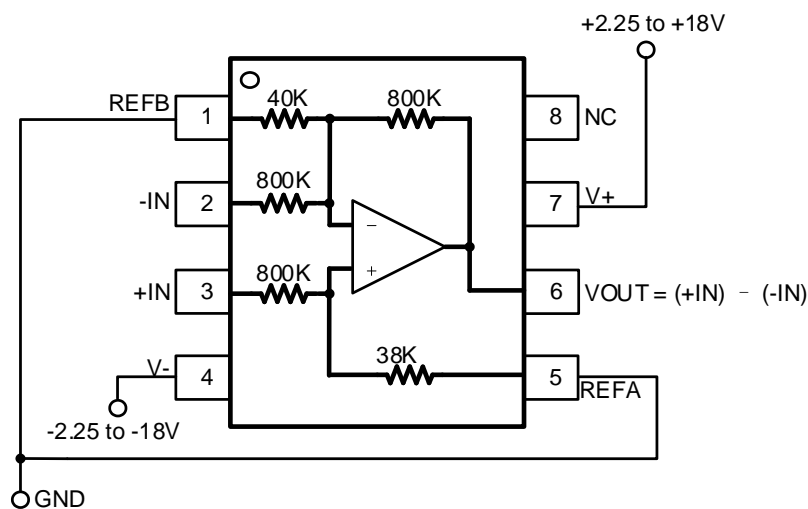 +2.25 to +18V
REFB
1
40K
800K
8
NC
-IN
2
800K
7
V+
−
+IN
3
800K
+
6
VOUT = (+IN) − (-IN)
V-
4
38K
5
REFA
-2.25 to -18V
GND